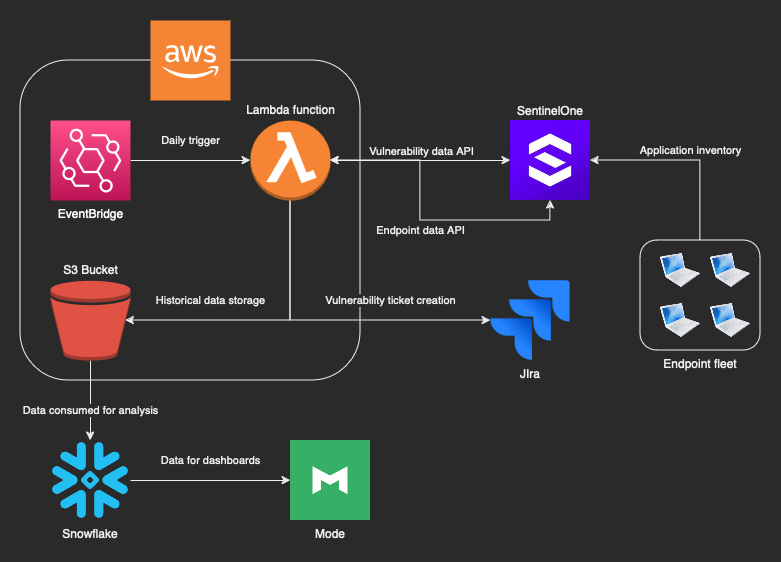 aws
Lambda function
SentinelOne
Daily trigger
Vulnerability data API
Application inventory
EventBridge
Endpoint data API
S3 Bucket
Historical data storage
Vulnerability ticket creation
JIra
Endpoint fleet
Data consumed for analysis
Data for dashboards
Snowflake
Mode